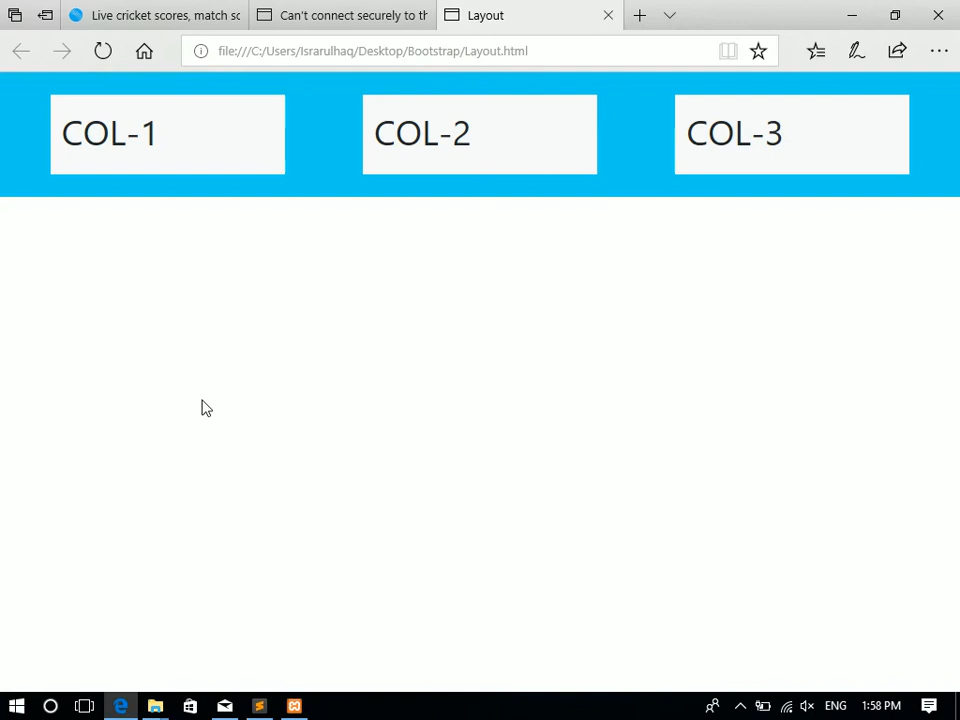 Live cricket scores, match sc
Can't connect securely to th
Layout
file:///C:/Users/Israrulhaq/Desktop/Bootstrap/Layout.html
COL-1
COL-2
COL-3
ENG
1:58 PM